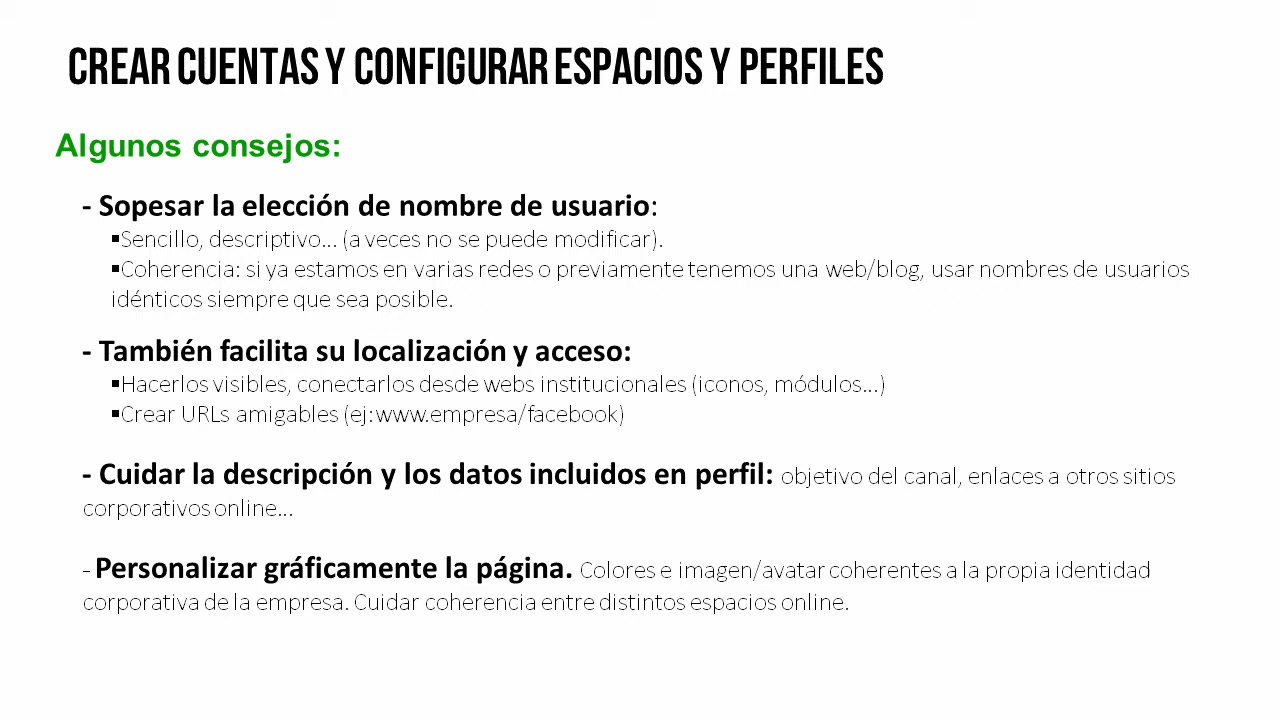 CREAR CUENTAS Y CONFIGURAR ESPACIOS Y PERFILES
Algunos consejos:
- Sopesar la elección de nombre de usuario:
▪Sencillo, descriptivo... (a veces no se puede modificar).
▪Coherencia: si ya estamos en varias redes o previamente tenemos una web/blog, usar nombres de usuarios
idénticos siempre que sea posible.
- También facilita su localización y acceso:
▪Hacerlos visibles, conectarlos desde webs institucionales (iconos, módulos...)
▪Crear URLs amigables (ej:www.empresa/facebook)
- Cuidar la descripción y los datos incluidos en perfil: objetivo del canal, enlaces a otros sitios
corporativos online...
- Personalizar gráficamente la página. Colores e imagen/avatar coherentes a la propia identidad
corporativa de la empresa. Cuidar coherencia entre distintos espacios online.